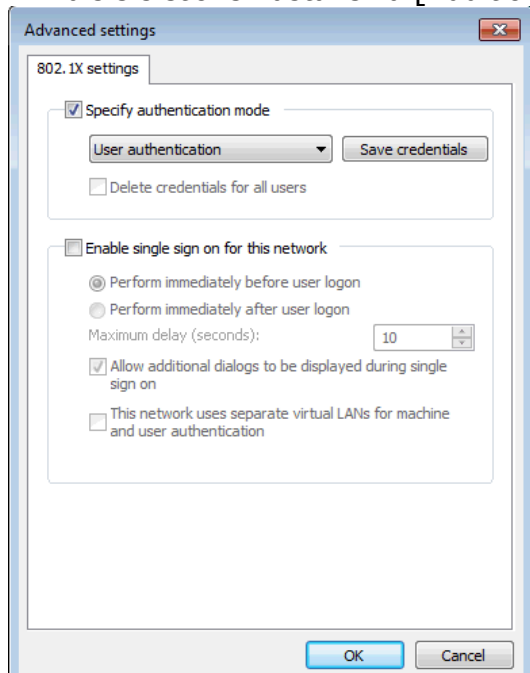 Advanced settings
802.1X settings
Specify authentication mode
User authentication
Save credentials
Delete credentials for all users
Enable single sign on for this network
Perform immediately before user logon
Perform immediately after user logon
Maximum delay (seconds):
10
Allow additional dialogs to be displayed during single
sign on
This network uses separate virtual LANs for machine
and user authentication
OK
Cancel